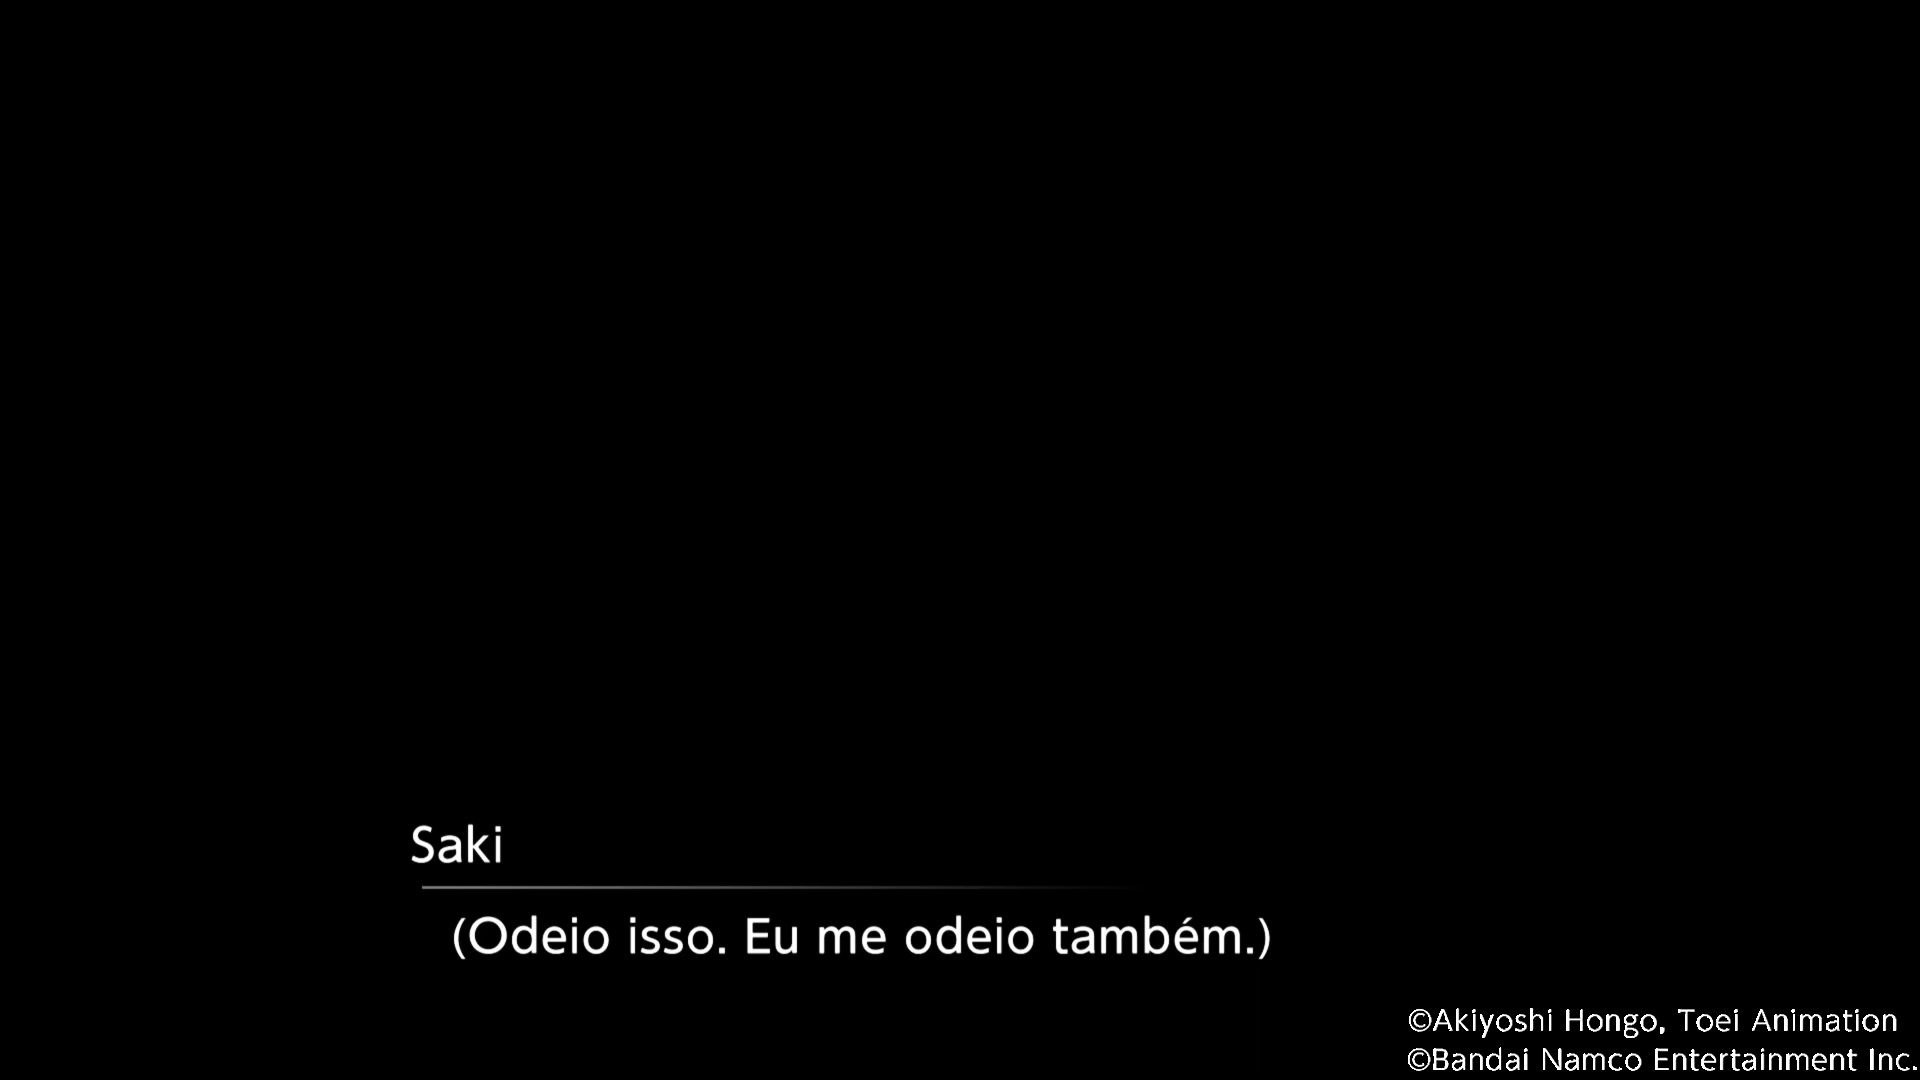 Saki
(Odeio isso. Eu me odeio também.)
©Akiyoshi Hongo, Toei Animation
©Bandai Namco Entertainment Inc.